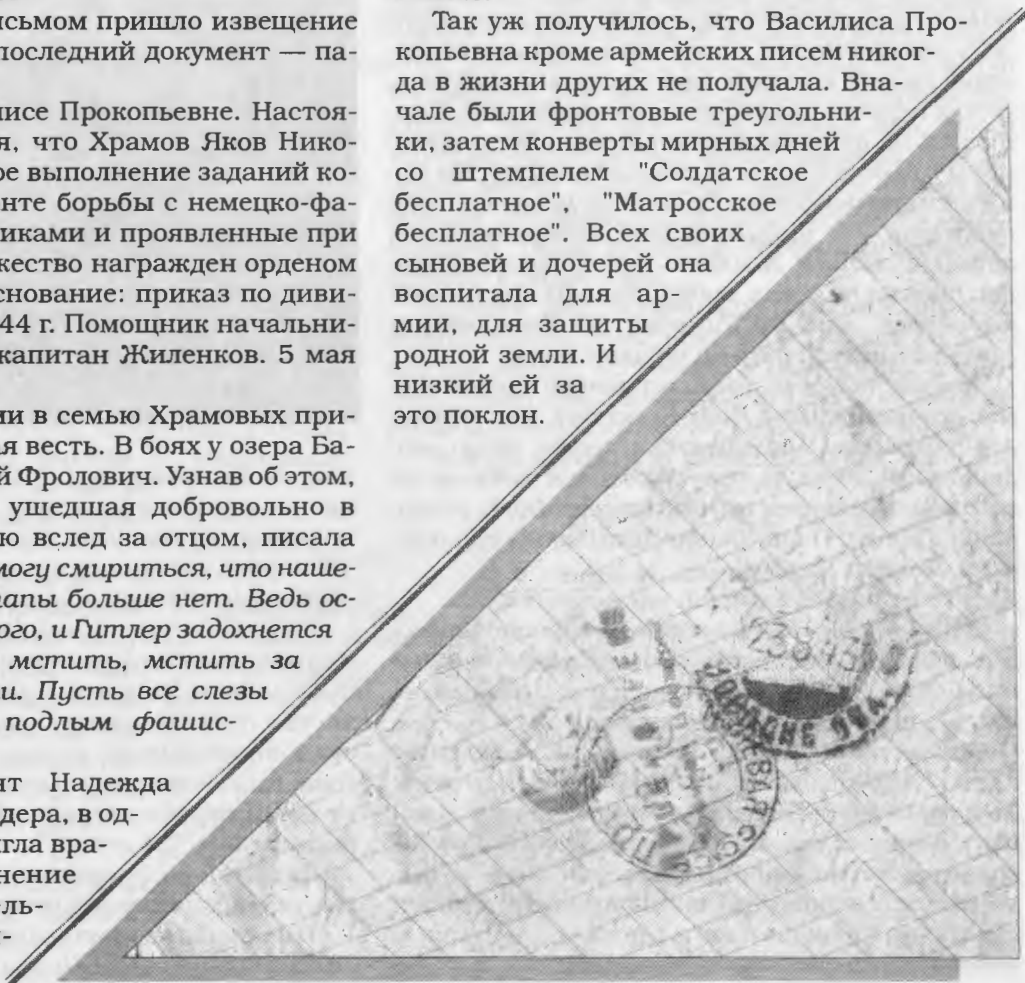 исьмом пришло извещение
последний документ — па-
лисе Прокопьевне. Настоя-
я, что Храмов Яков Нико-
ое выполнение заданий ко-
нте борьбы с немецко-фа-
иками и проявленные при
жество награжден орденом
снование: приказ по диви-
44 г. Помощник начальни-
капитан Жиленков. 5 мая
ми в семью Храмовых при-
ая весть. В боях у озера Ба-
й Фролович. Узнав об этом,
ушедшая добровольно в
ю вслед за отцом, писала
могу смириться, что наше-
папы больше нет. Ведь ос-
ого, и Гитлер задохнется
мстить, мстить за
и. Пусть все слезы
подлым фашис-
нт Надежда
дера, в од-
игла вра-
нение
ль-
Так уж получилось, что Василиса Про-
копьевна кроме армейских писем никог-
да в жизни других не получала. Вна-
чале были фронтовые треугольни-
ки, затем конверты мирных дней
со штемпелем "Солдатское
бесплатное", "Матросское
бесплатное". Всех своих
сыновей и дочерей она
воспитала для ар-
мии, для защиты
родной земли. И
низкий ей за
это поклон.